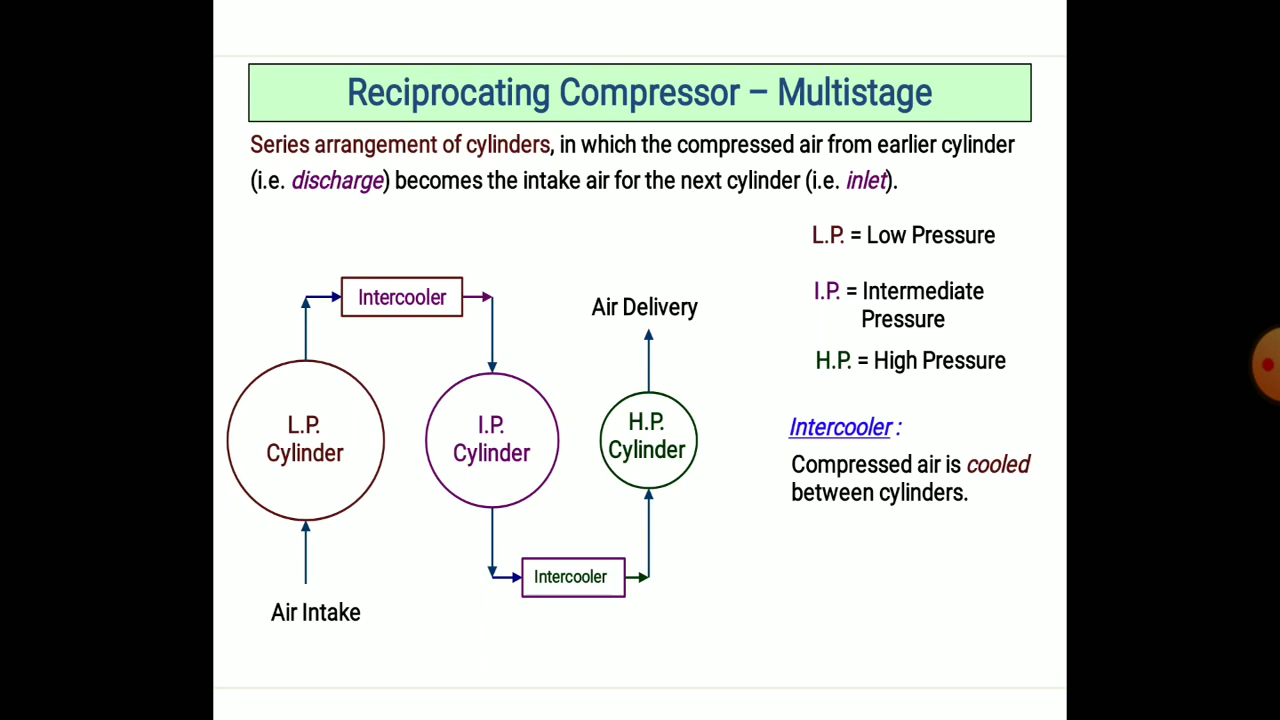 Reciprocating Compressor – Multistage
Series arrangement of cylinders, in which the compressed air from earlier cylinder
(i.e. discharge) becomes the intake air for the next cylinder (i.e. inlet).
L.P. = Low Pressure
I.P. = Intermediate
Pressure
H.P. = High Pressure
Intercooler
Air Delivery
L.P.
Cylinder
I.P.
Cylinder
H.P.
Cylinder
Intercooler :
Compressed air is cooled
between cylinders.
Intercooler
Air Intake